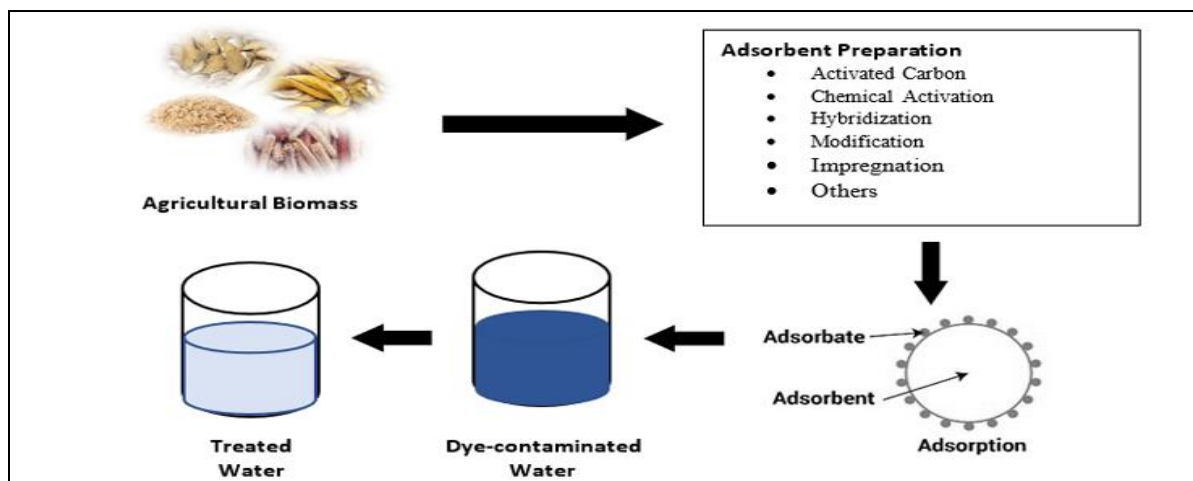 Adsorbent Preparation
• Activated Carbon
• Chemical Activation
• Hybridization
• Modification
• Impregnation
• Others
Agricultural Biomass
Adsorbate
Adsorbent
Adsorption
Dye-contaminated
Water
Treated
Water